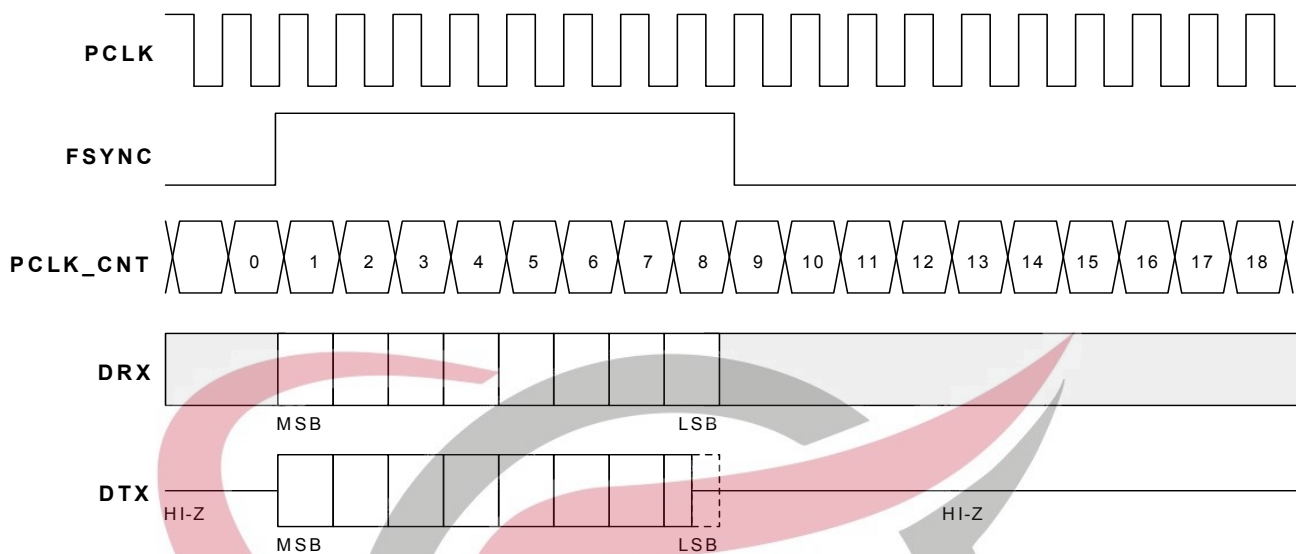 PCLK
FSYNC
PCLK_CNT 0 1 2 3 4 5 6 7 8 9 10 11 12 13 14 15 16 17 18
DRX
MSB LSB
DTX
HI-Z HI-Z
MSB LSB